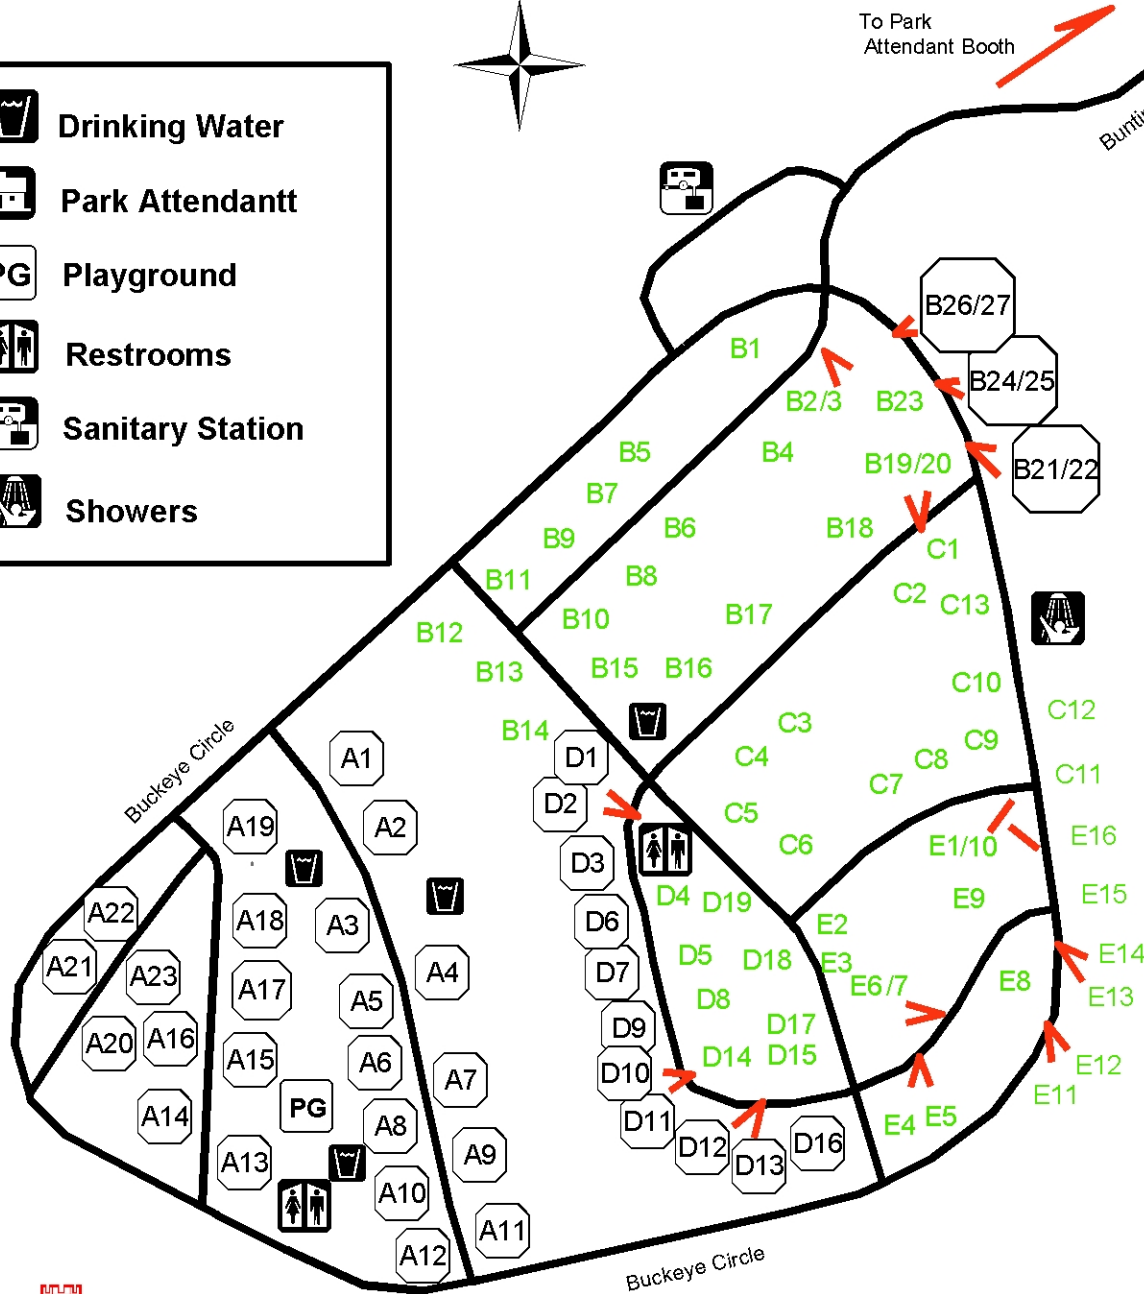 To Park
Attendant Booth
Drinking Water
Park Attendantt
PG Playground
Restrooms
Sanitary Station
Showers
B26/27
B1
B24/25
B2/3 B23
B5 B4 B19/20 B21/22
B7
B9 B6 B18
C1
B11 B8 C2 C13
B12 B10 B17
B13 B15 B16 C10
B14 C3 C12
Buckeye Circle
A1 D1 C4 C8 C9
C7 C11
D2
A19 A2 C5
D3 C6 E1/10 E16
A22 A18 A3 D6 D4 D19 E2 E9 E15
A21 A23 A4 D7 D5 D18 E3 E14
A17 A5 D8 E6/7 E8 E13
A20 A16 D9 D17
A15 A6 D10 D14 D15 E12
A7 E11
A14 PG A8 D11 E4 E5
A13 A9 D12 D13 D16
A10
A11
A12
Buckeye Circle